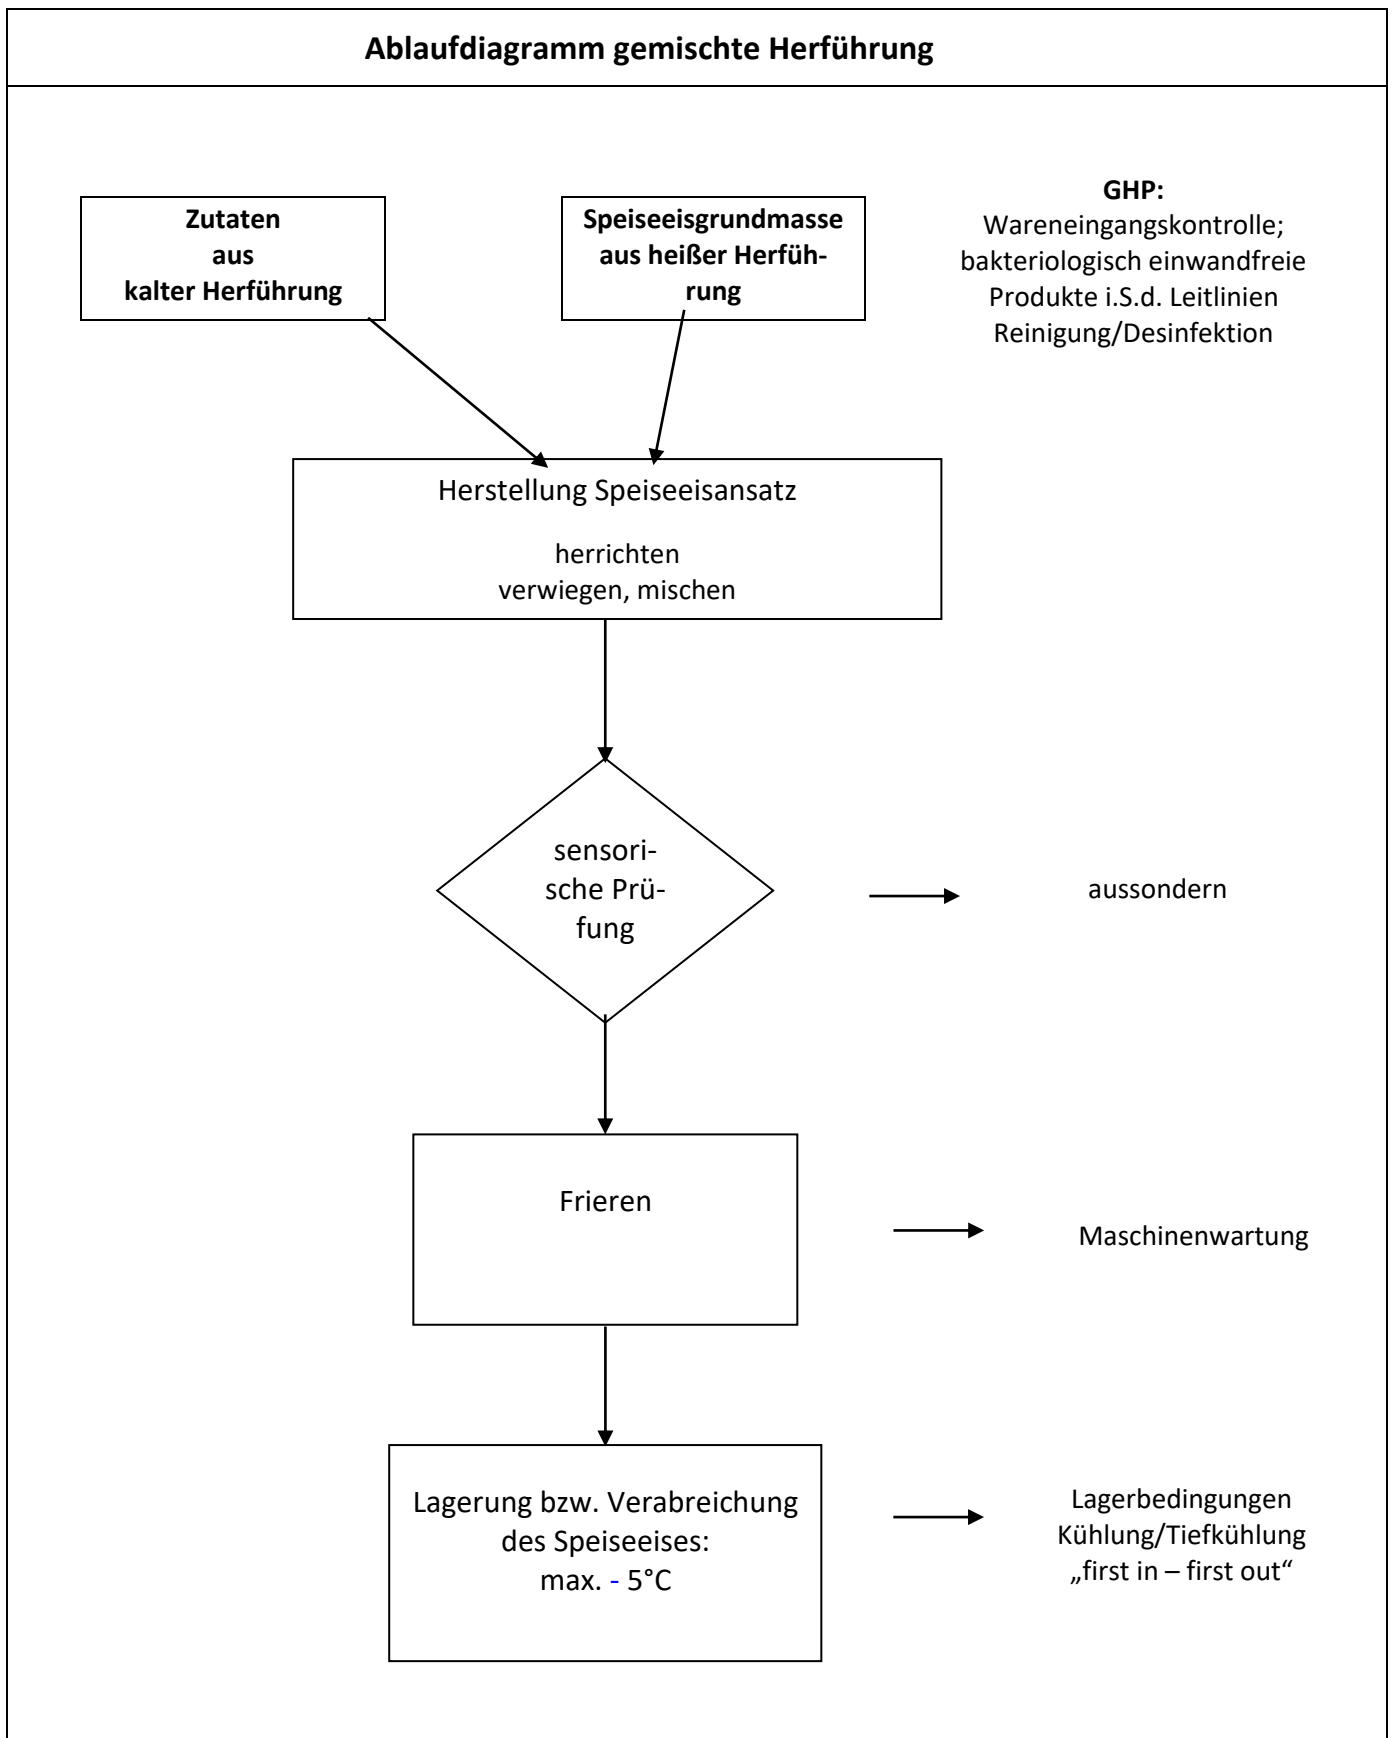 Ablaufdiagramm gemischte Herführung
Zutaten
aus
kalter Herführung
Speiseeisgrundmasse
aus heißer Herfüh-
rung
GHP:
Wareneingangskontrolle;
bakteriologisch einwandfreie
Produkte i.S.d. Leitlinien
Reinigung/Desinfektion
Herstellung Speiseeisansatz
herrichten
verwiegen, mischen
sensori-
sche Prü-
fung
aussondern
Frieren
Maschinenwartung
Lagerung bzw. Verabreichung
des Speiseeises:
max. - 5°C
Lagerbedingungen
Kühlung/Tiefkühlung
„first in – first out“